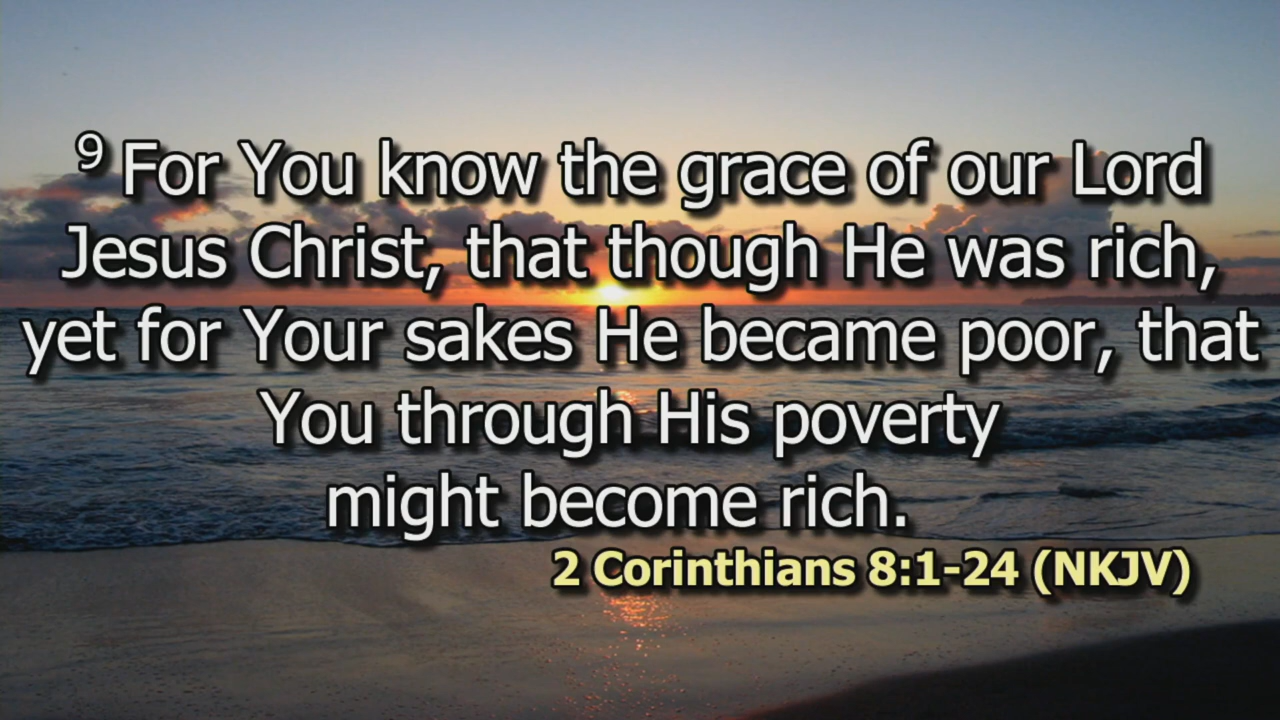 9 For You know the grace of our Lord
Jesus Christ, that though He was rich,
yet for Your sakes He became poor, that
You through His poverty
might become rich.
2 Corinthians 8:1-24 (NKJV)